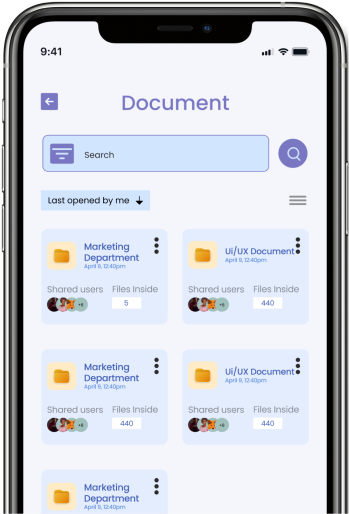 9:41
Document
Search
Last opened by me
Marketing
Department
April 9, 12:40pm
Shared users Files Inside
+6 5
Ui/UX Document
April 9, 12:40pm
Shared users Files Inside
+6 440
Marketing
Department
April 9, 12:40pm
Shared users Files Inside
+6 440
Ui/UX Document
April 9, 12:40pm
Shared users Files Inside
+6 440
Marketing
Department
April 9, 12:40pm